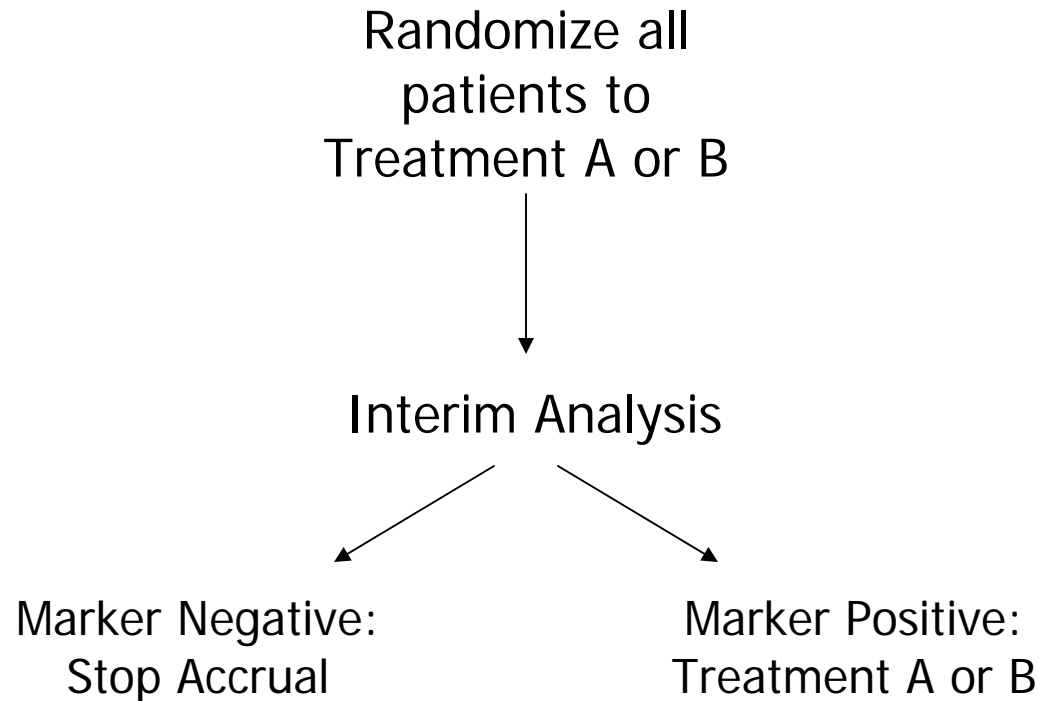 Randomize all
patients to
Treatment A or B
Interim Analysis
Marker Negative:
Stop Accrual
Marker Positive:
Treatment A or B